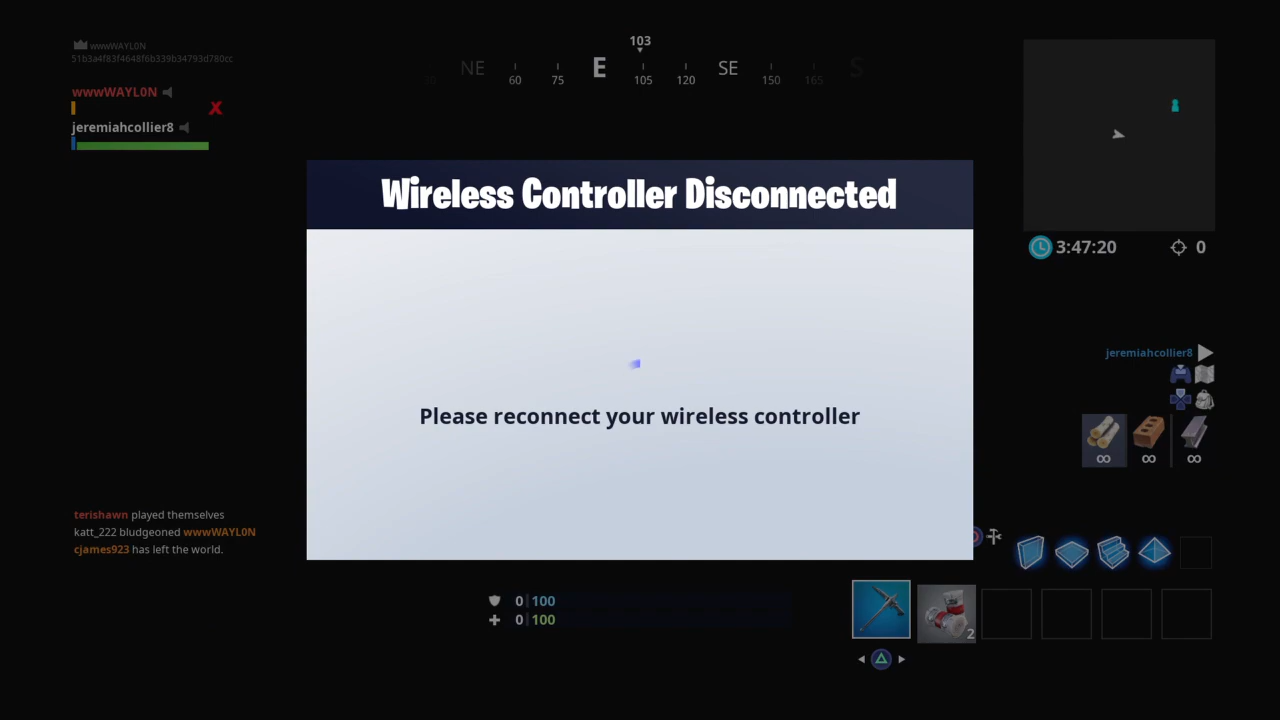 wwwWAYL0N
51b3a4f83f4648f6b339b34793d780cc
wwwWAYL0N
X
jeremiahcollier8
103
NE 60 75 E 105 120 SE 150 165 S
Wireless Controller Disconnected
Please reconnect your wireless controller
3:47:20 0
jeremiahcollier8
∞ ∞ ∞
terishawn played themselves
katt_222 bludgeoned wwwWAYL0N
cjames923 has left the world.
0 | 100
0 | 100
2